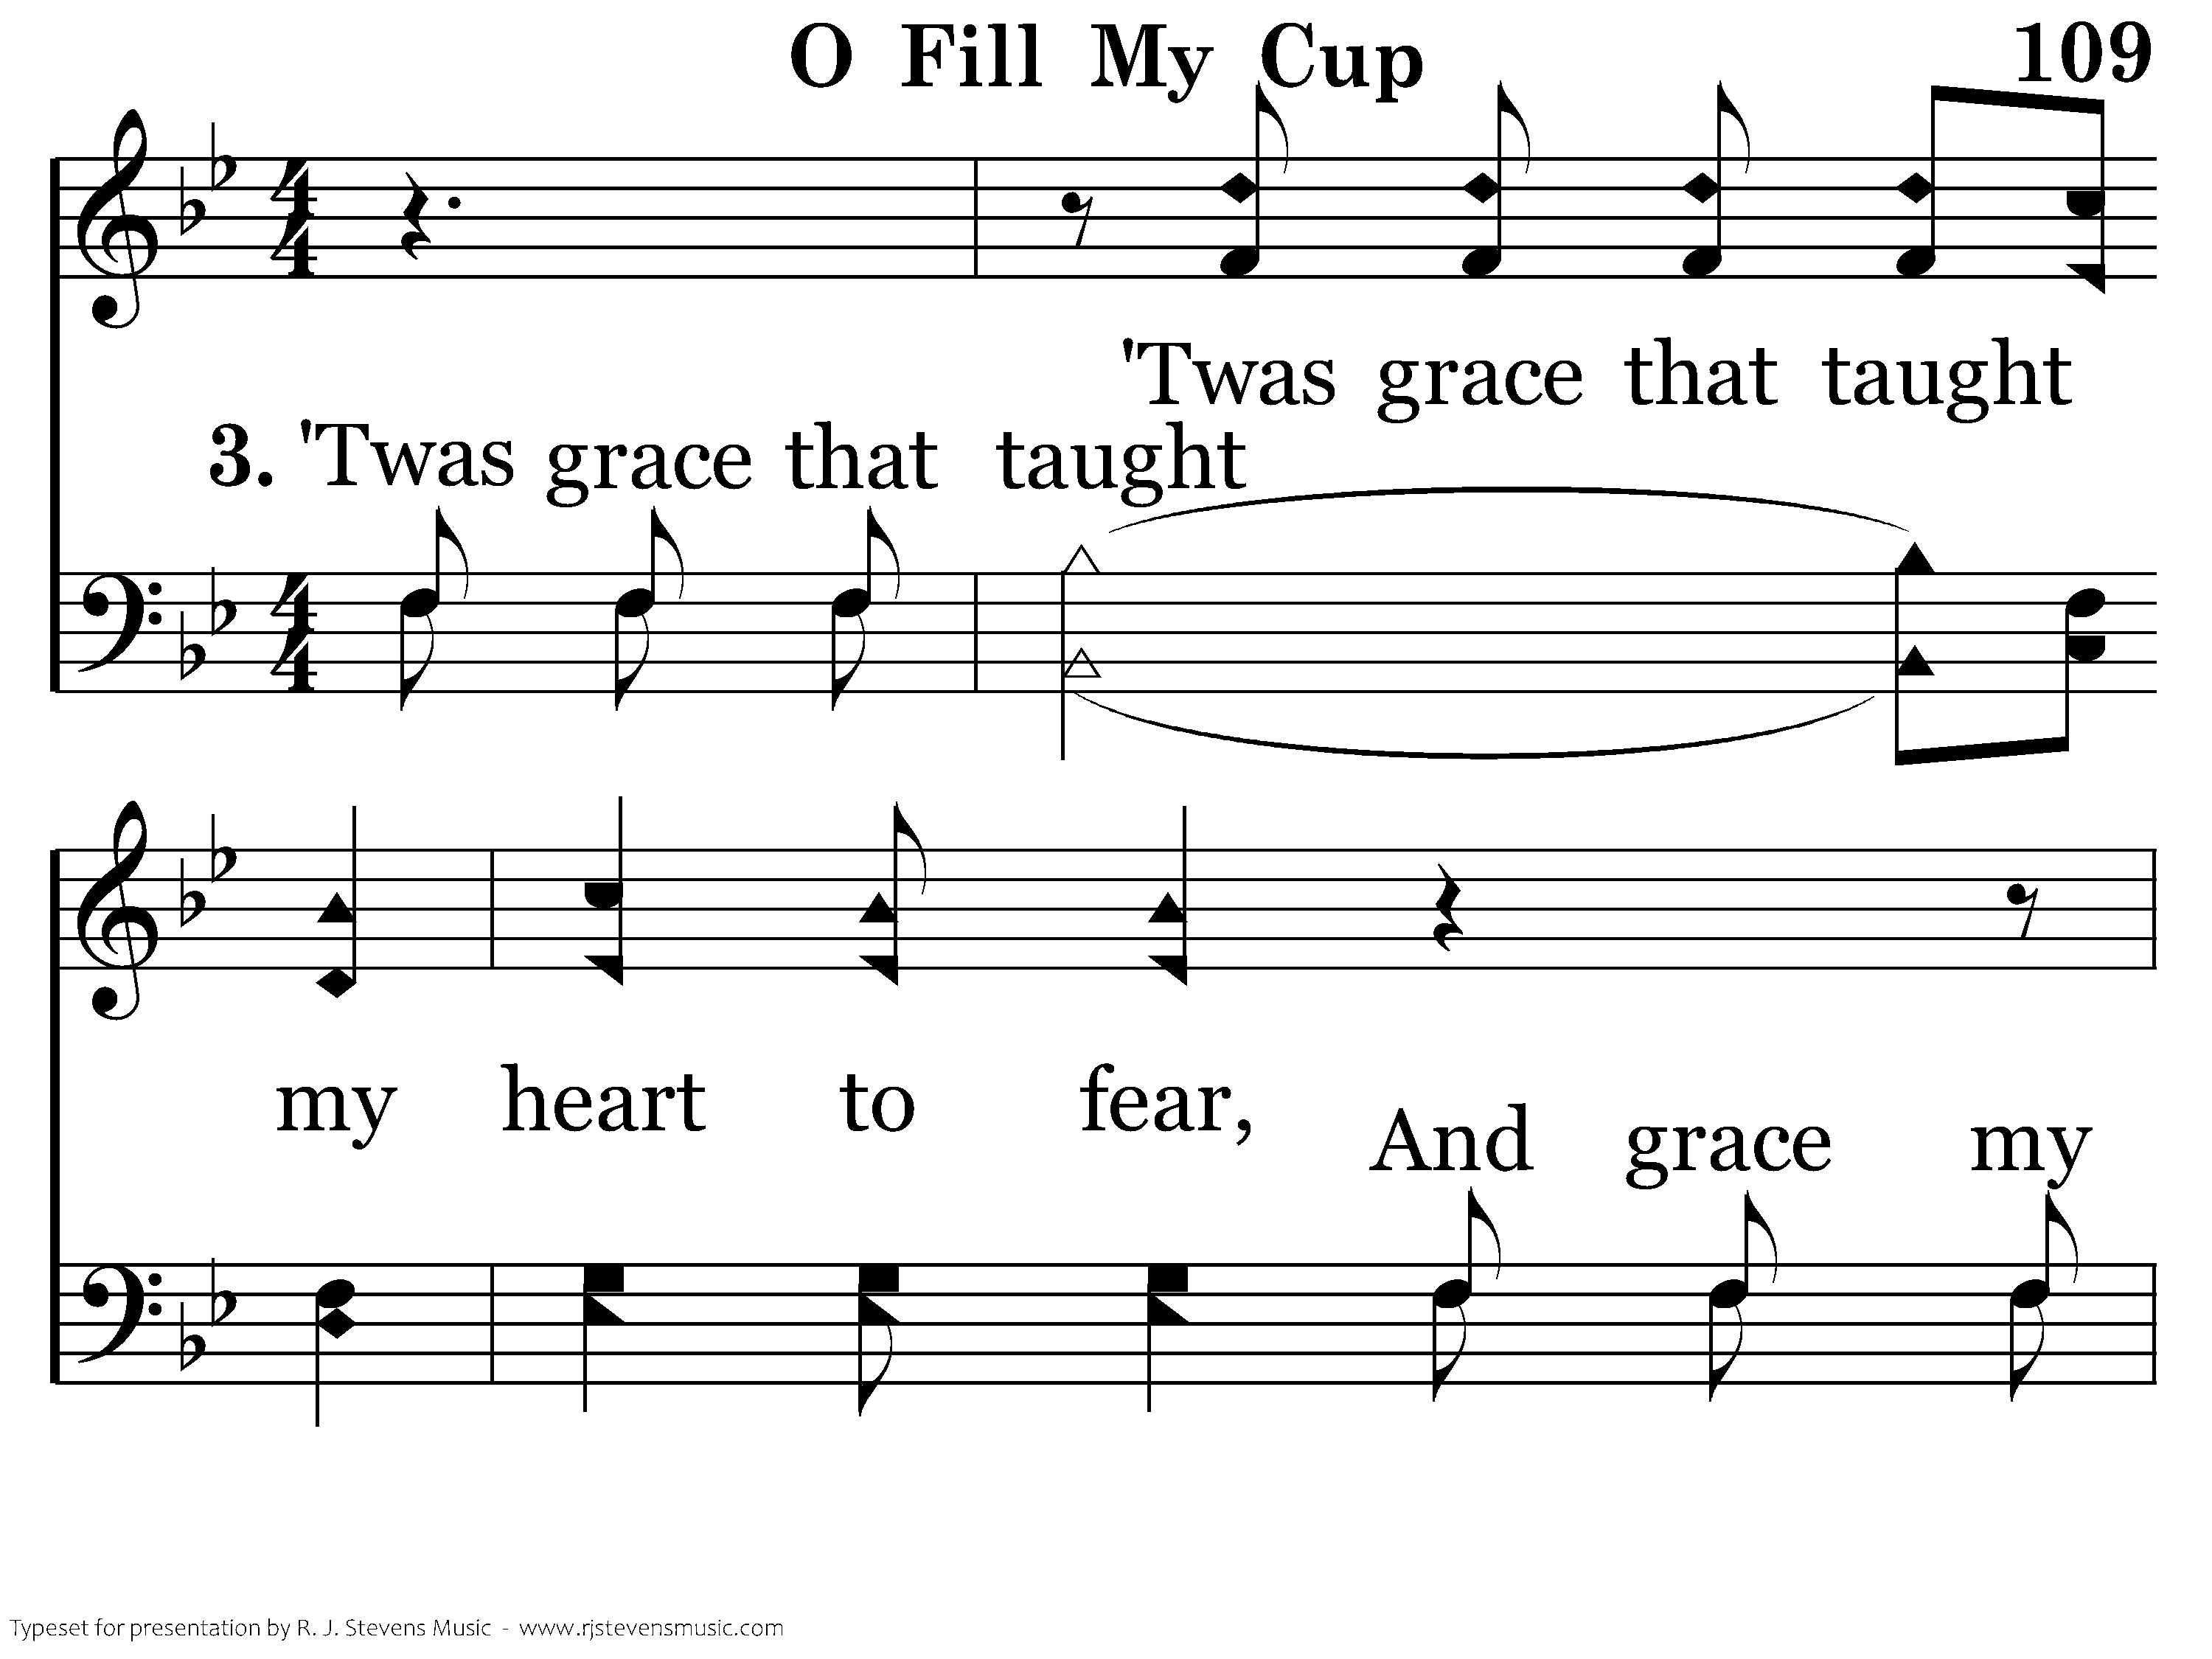 O Fill My Cup 109
'Twas grace that taught
3. 'Twas grace that taught
my heart to fear,
And grace my
Typeset for presentation by R. J. Stevens Music - www.rjstevensmusic.com